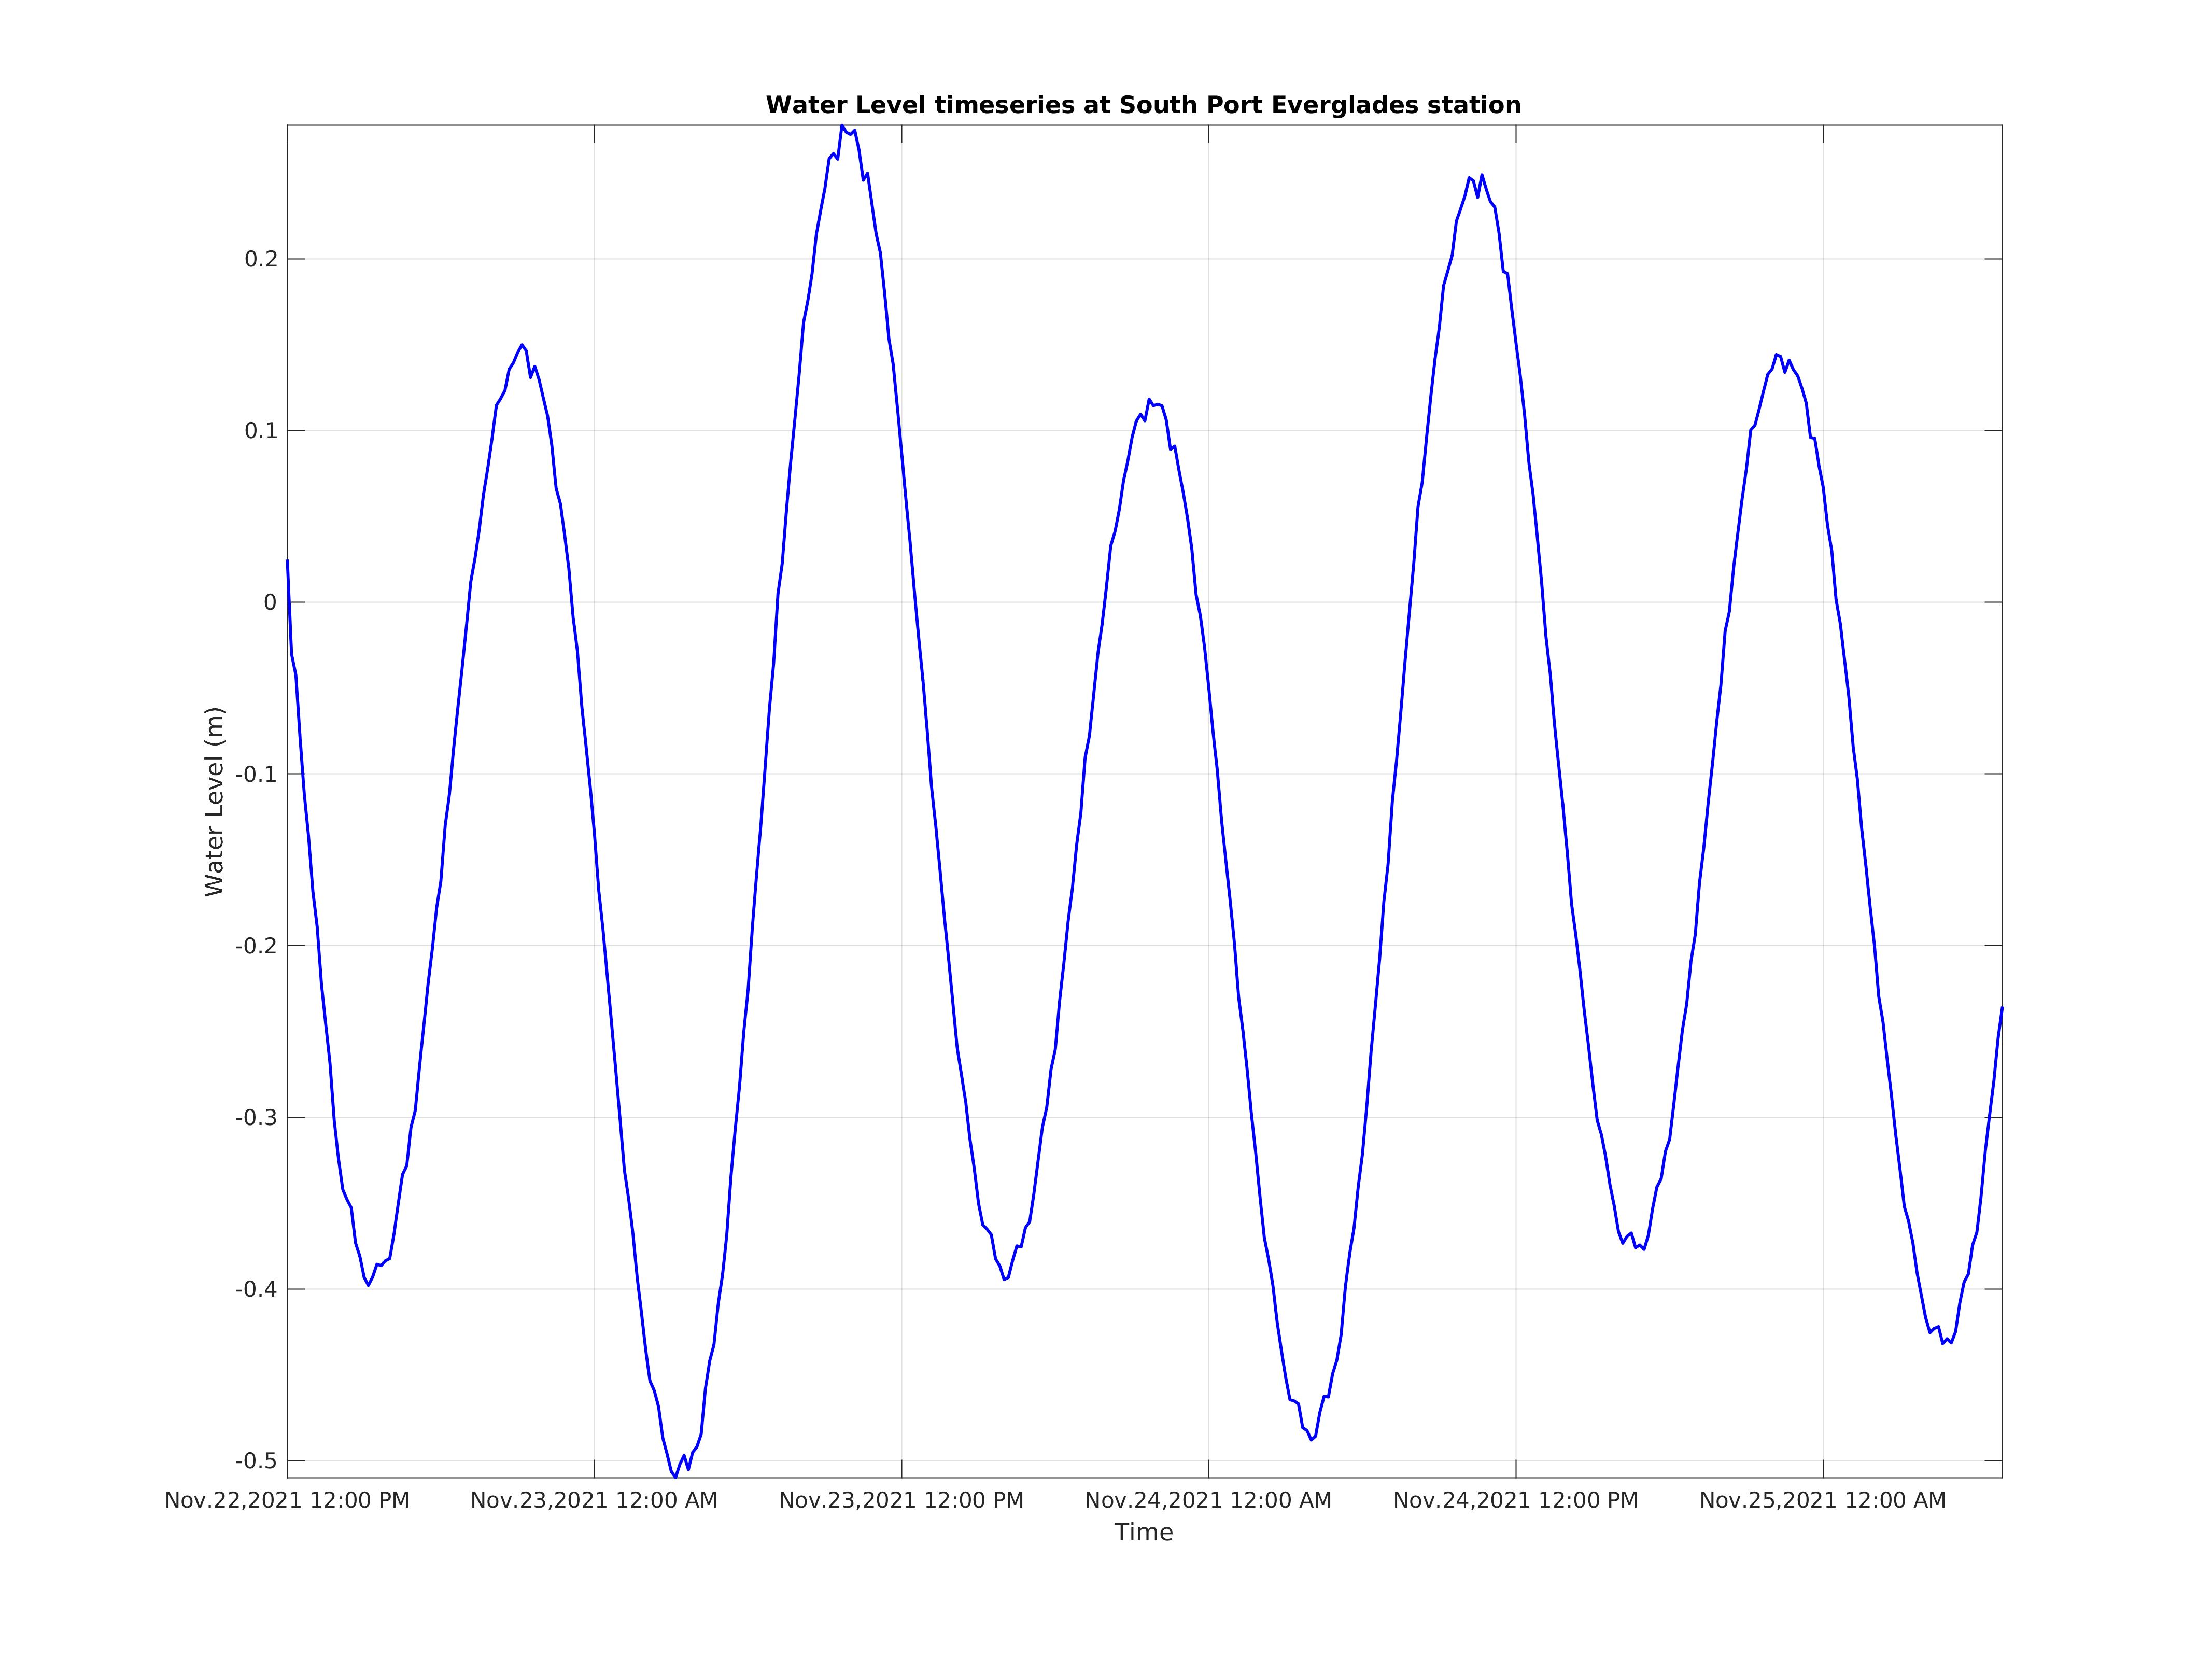 Water Level timeseries at South Port Everglades station
0.2
0.1
0
-0.1
-0.2
-0.3
-0.4
-0.5
Water Level (m)
Nov.22,2021 12:00 PM Nov.23,2021 12:00 AM Nov.23,2021 12:00 PM Nov.24,2021 12:00 AM Nov.24,2021 12:00 PM Nov.25,2021 12:00 AM
Time